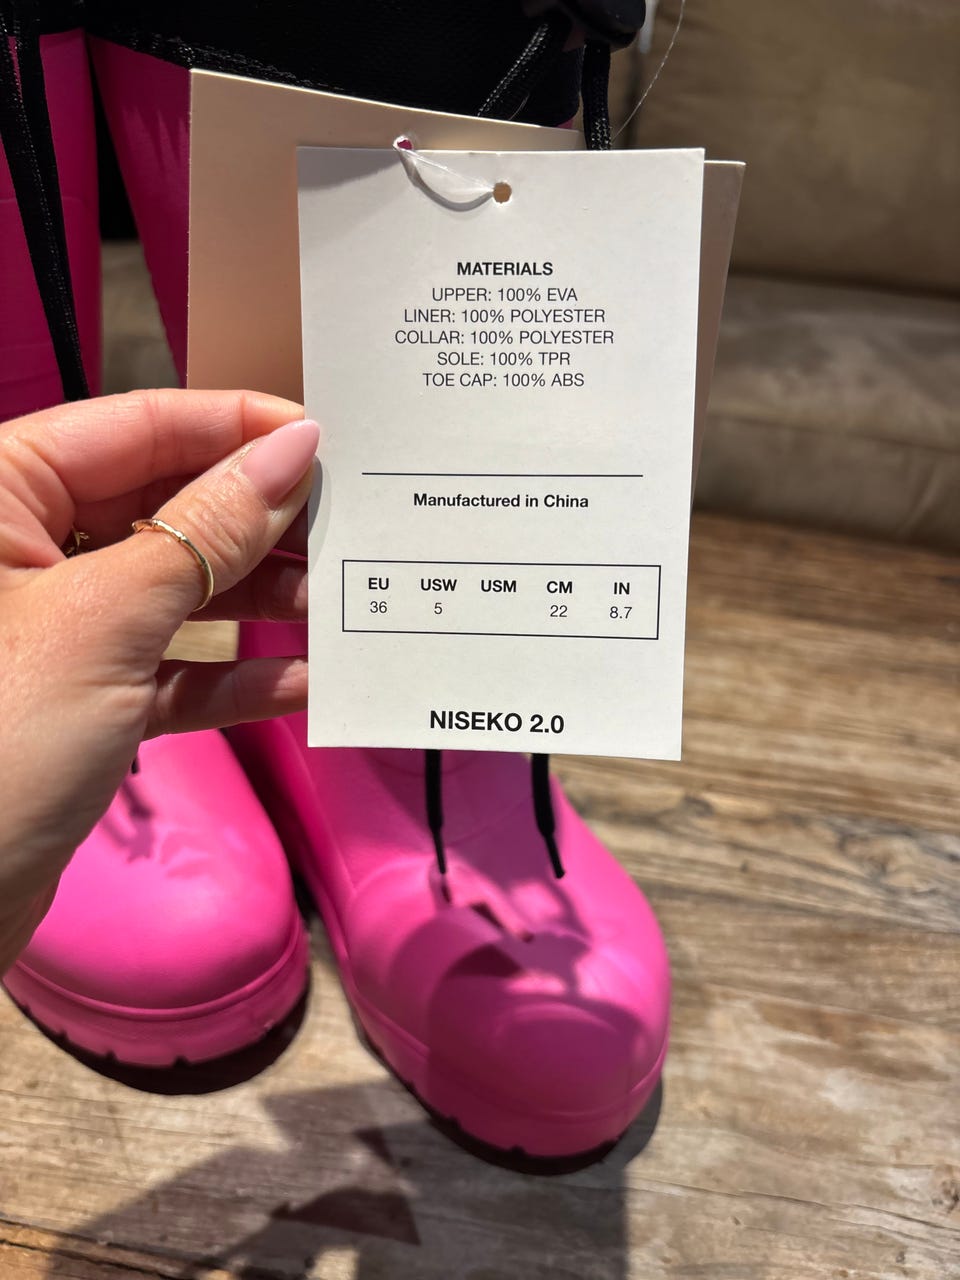 MATERIALS
UPPER: 100% EVA
LINER: 100% POLYESTER
COLLAR: 100% POLYESTER
SOLE: 100% TPR
TOE CAP: 100% ABS
Manufactured in China
EU USW USM CM IN
36 5 22 8.7
NISEKO 2.0